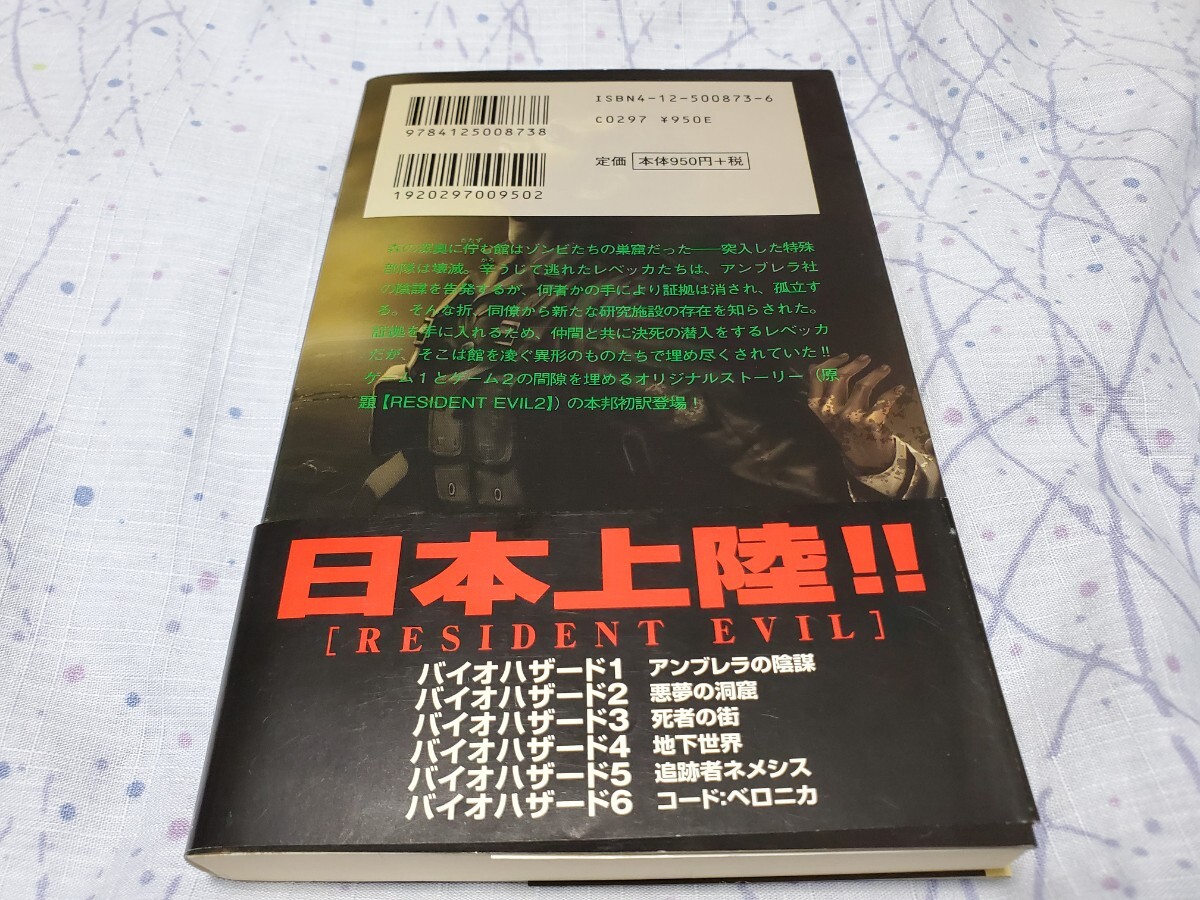 ISBN4-12-500873-6
9784125008738
C0297 ¥950E
定価 本体950円+税
1920297009502
奥に佇む館はゾンビたちの巣窟だった――突入した特殊
部隊は壊滅。辛うじて逃れたレベッカたちは、アンブレラ社
の陰謀を告発するが、何者かの手により証拠は消され、孤立す
る。そんな折、同僚から新たな研究施設の存在を知らされた。
証拠を手に入れるため、仲間と共に決死の潜入をするレベッカ
だが、そこは館を凌ぐ異形のものたちで埋め尽くされていた!!
ゲーム1とゲーム2の間隙を埋めるオリジナルストーリー（原
題【RESIDENT EVIL2】）の本邦初訳登場！
日本上陸!!
[RESIDENT EVIL]
バイオハザード1 アンブレラの陰謀
バイオハザード2 悪夢の洞窟
バイオハザード3 死者の街
バイオハザード4 地下世界
バイオハザード5 追跡者ネメシス
バイオハザード6 コード:ベロニカ